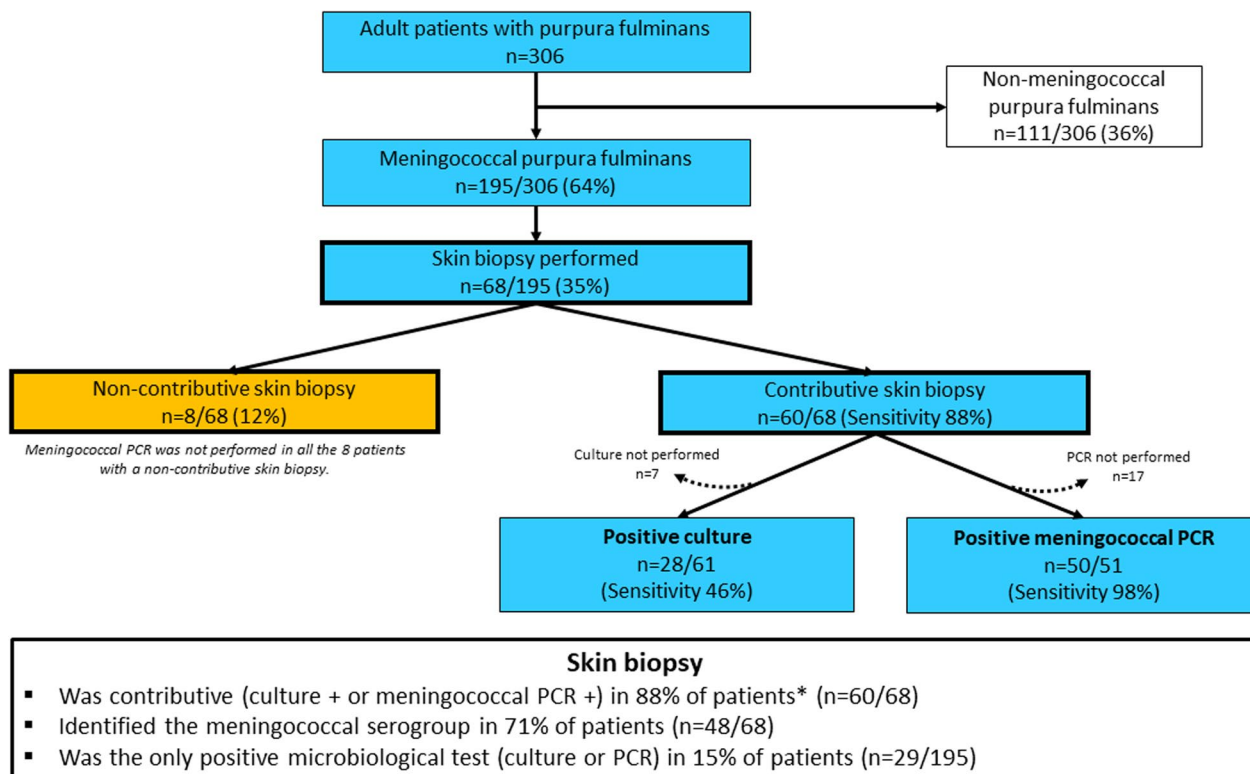 Adult patients with purpura fulminans
n=306
Non-meningococcal
purpura fulminans
n=111/306 (36%)
Meningococcal purpura fulminans
n=195/306 (64%)
Skin biopsy performed
n=68/195 (35%)
Non-contributive skin biopsy
n=8/68 (12%)
Meningococcal PCR was not performed in all the 8 patients
with a non-contributive skin biopsy.
Contributive skin biopsy
n=60/68 (Sensitivity 88%)
Culture not performed
n=7
PCR not performed
n=17
Positive culture
n=28/61
(Sensitivity 46%)
Positive meningococcal PCR
n=50/51
(Sensitivity 98%)
Skin biopsy
▪ Was contributive (culture + or meningococcal PCR +) in 88% of patients* (n=60/68)
▪ Identified the meningococcal serogroup in 71% of patients (n=48/68)
▪ Was the only positive microbiological test (culture or PCR) in 15% of patients (n=29/195)